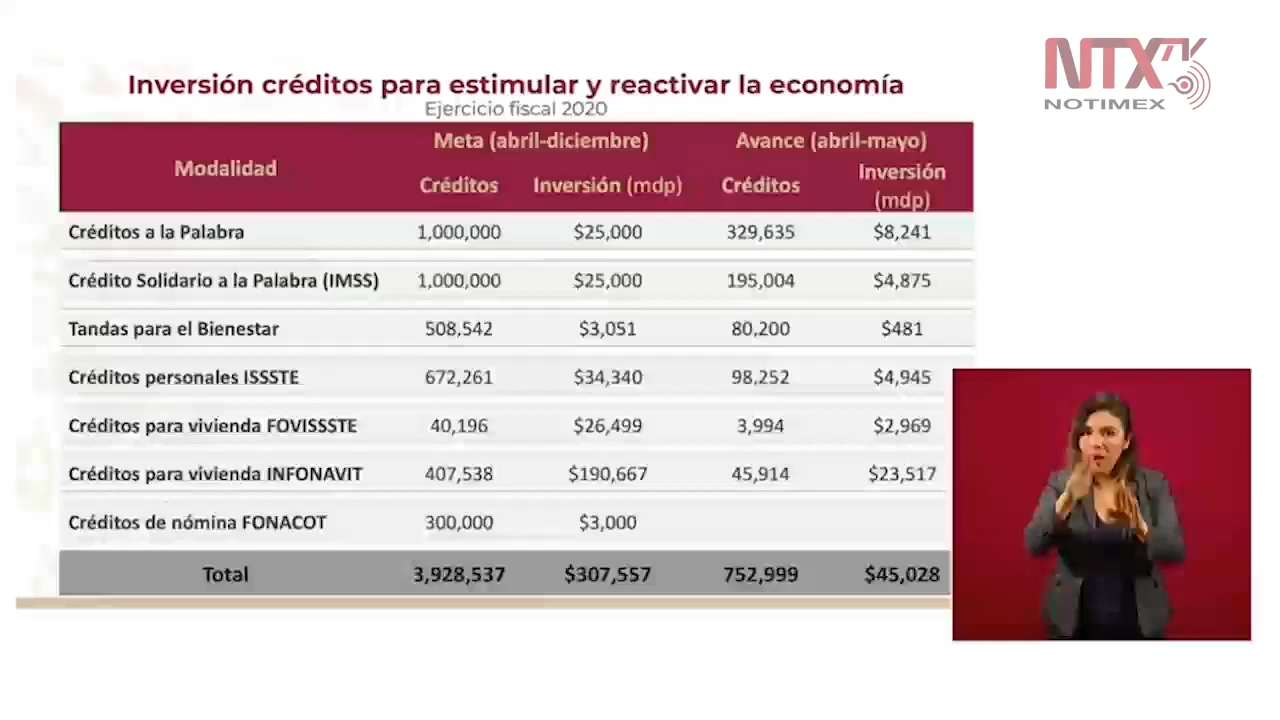 NTX TV
NOTIMEX
Inversión créditos para estimular y reactivar la economía
Ejercicio fiscal 2020
Modalidad
Meta (abril-diciembre)
Avance (abril-mayo)
Créditos
Inversión (mdp)
Créditos
Inversión
(mdp)
Créditos a la Palabra 1,000,000 $25,000 329,635 $8,241
Crédito Solidario a la Palabra (IMSS) 1,000,000 $25,000 195,004 $4,875
Tandas para el Bienestar 508,542 $3,051 80,200 $481
Créditos personales ISSSTE 672,261 $34,340 98,252 $4,945
Créditos para vivienda FOVISSSTE 40,196 $26,499 3,994 $2,969
Créditos para vivienda INFONAVIT 407,538 $190,667 45,914 $23,517
Créditos de nómina FONACOT 300,000 $3,000
Total 3,928,537 $307,557 752,999 $45,028